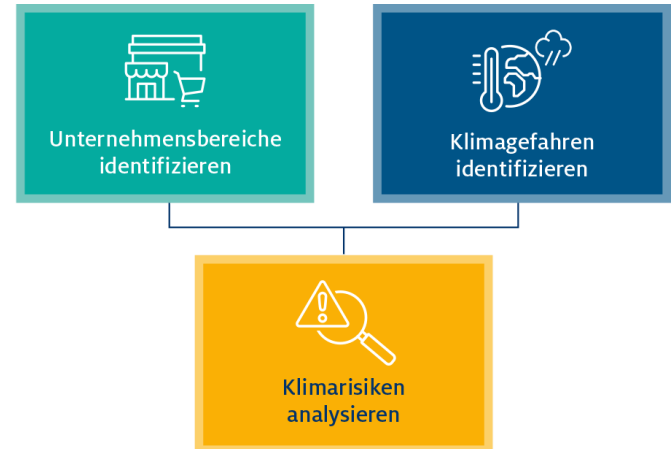 Unternehmensbereiche
identifizieren
Klimagefahren
identifizieren
Klimarisiken
analysieren